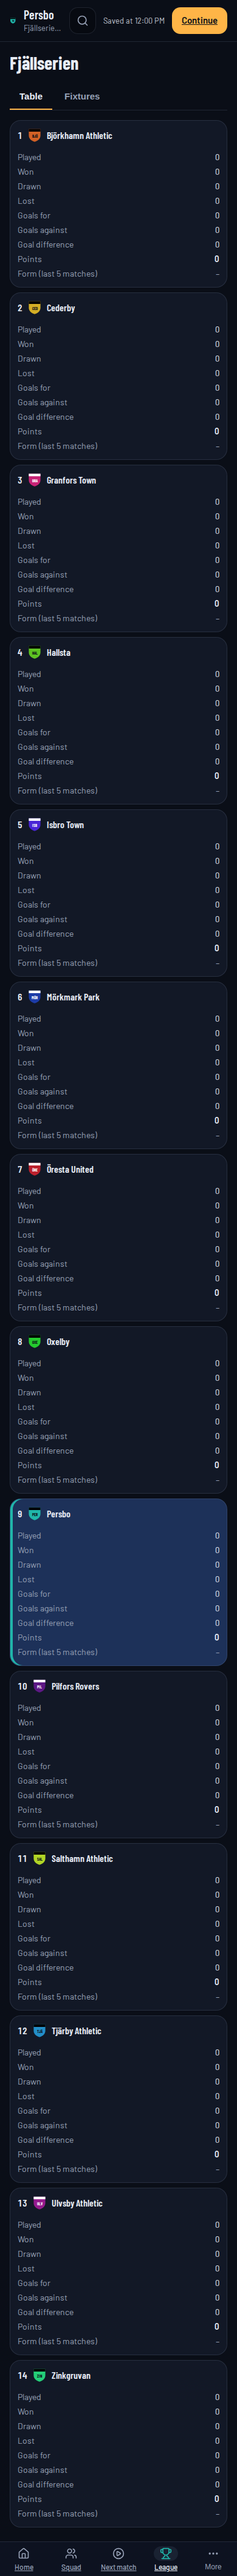 Persbo
Fjällserie...
Saved at 12:00 PM
Continue
Fjällserien
Table Fixtures
1 Björkhamn Athletic
Played 0
Won 0
Drawn 0
Lost 0
Goals for 0
Goals against 0
Goal difference 0
Points 0
Form (last 5 matches) –
2 Cederby
Played 0
Won 0
Drawn 0
Lost 0
Goals for 0
Goals against 0
Goal difference 0
Points 0
Form (last 5 matches) –
3 Granfors Town
Played 0
Won 0
Drawn 0
Lost 0
Goals for 0
Goals against 0
Goal difference 0
Points 0
Form (last 5 matches) –
4 Hallsta
Played 0
Won 0
Drawn 0
Lost 0
Goals for 0
Goals against 0
Goal difference 0
Points 0
Form (last 5 matches) –
5 Isbro Town
Played 0
Won 0
Drawn 0
Lost 0
Goals for 0
Goals against 0
Goal difference 0
Points 0
Form (last 5 matches) –
6 Mörkmark Park
Played 0
Won 0
Drawn 0
Lost 0
Goals for 0
Goals against 0
Goal difference 0
Points 0
Form (last 5 matches) –
7 Öresta United
Played 0
Won 0
Drawn 0
Lost 0
Goals for 0
Goals against 0
Goal difference 0
Points 0
Form (last 5 matches) –
8 Oxelby
Played 0
Won 0
Drawn 0
Lost 0
Goals for 0
Goals against 0
Goal difference 0
Points 0
Form (last 5 matches) –
9 Persbo
Played 0
Won 0
Drawn 0
Lost 0
Goals for 0
Goals against 0
Goal difference 0
Points 0
Form (last 5 matches) –
10 Pilfors Rovers
Played 0
Won 0
Drawn 0
Lost 0
Goals for 0
Goals against 0
Goal difference 0
Points 0
Form (last 5 matches) –
11 Salthamn Athletic
Played 0
Won 0
Drawn 0
Lost 0
Goals for 0
Goals against 0
Goal difference 0
Points 0
Form (last 5 matches) –
12 Tjärby Athletic
Played 0
Won 0
Drawn 0
Lost 0
Goals for 0
Goals against 0
Goal difference 0
Points 0
Form (last 5 matches) –
13 Ulvsby Athletic
Played 0
Won 0
Drawn 0
Lost 0
Goals for 0
Goals against 0
Goal difference 0
Points 0
Form (last 5 matches) –
14 Zinkgruvan
Played 0
Won 0
Drawn 0
Lost 0
Goals for 0
Goals against 0
Goal difference 0
Points 0
Form (last 5 matches) –
Home Squad Next match League More